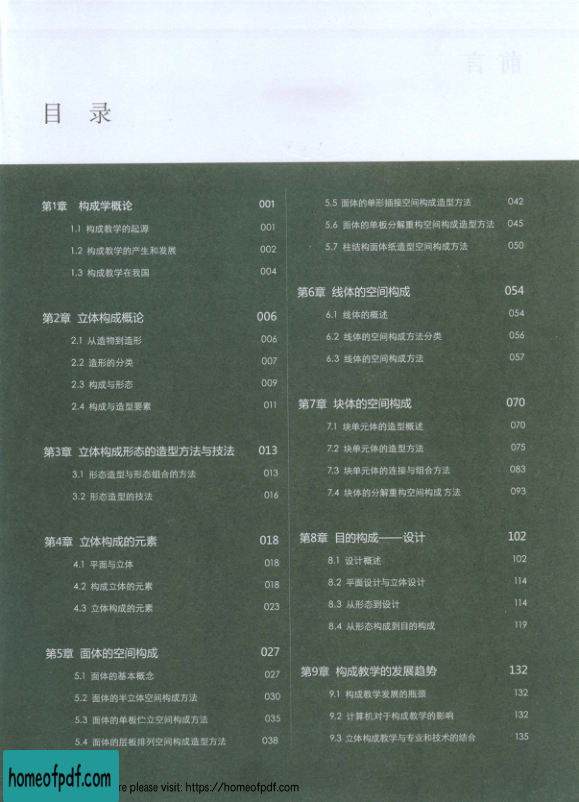 目 录
第1章 构成学概论 001
1.1 构成教学的起源 001
1.2 构成教学的产生和发展 002
1.3 构成教学在我国 004
第2章 立体构成概论 006
2.1 从造物到造形 006
2.2 造形的分类 007
2.3 构成与形态 009
2.4 构成与造型要素 011
第3章 立体构成形态的造型方法与技法 013
3.1 形态造型与形态组合的方法 013
3.2 形态造型的技法 016
第4章 立体构成的元素 018
4.1 平面与立体 018
4.2 构成立体的元素 018
4.3 立体构成的元素 023
第5章 面体的空间构成 027
5.1 面体的基本概念 027
5.2 面体的半立体空间构成方法 030
5.3 面体的单板伫立空间构成方法 035
5.4 面体的层板排列空间构成造型方法 038
5.5 面体的单形插接空间构成造型方法 042
5.6 面体的单板分解重构空间构成造型方法 045
5.7 柱结构面体纸造型空间构成方法 050
第6章 线体的空间构成 054
6.1 线体的概述 054
6.2 线体的空间构成方法分类 056
6.3 线体的空间构成方法 057
第7章 块体的空间构成 070
7.1 块单元体的造型概述 070
7.2 块单元体的造型方法 075
7.3 块单元体的连接与组合方法 083
7.4 块体的分解重构空间构成方法 093
第8章 目的构成——设计 102
8.1 设计概述 102
8.2 平面设计与立体设计 114
8.3 从形态到设计 114
8.4 从形态构成到目的构成 119
第9章 构成教学的发展趋势 132
9.1 构成教学发展的瓶颈 132
9.2 计算机对于构成教学的影响 132
9.3 立体构成教学与专业和技术的结合 135
homeofpdf.com
re please visit: https://homeofpdf.com